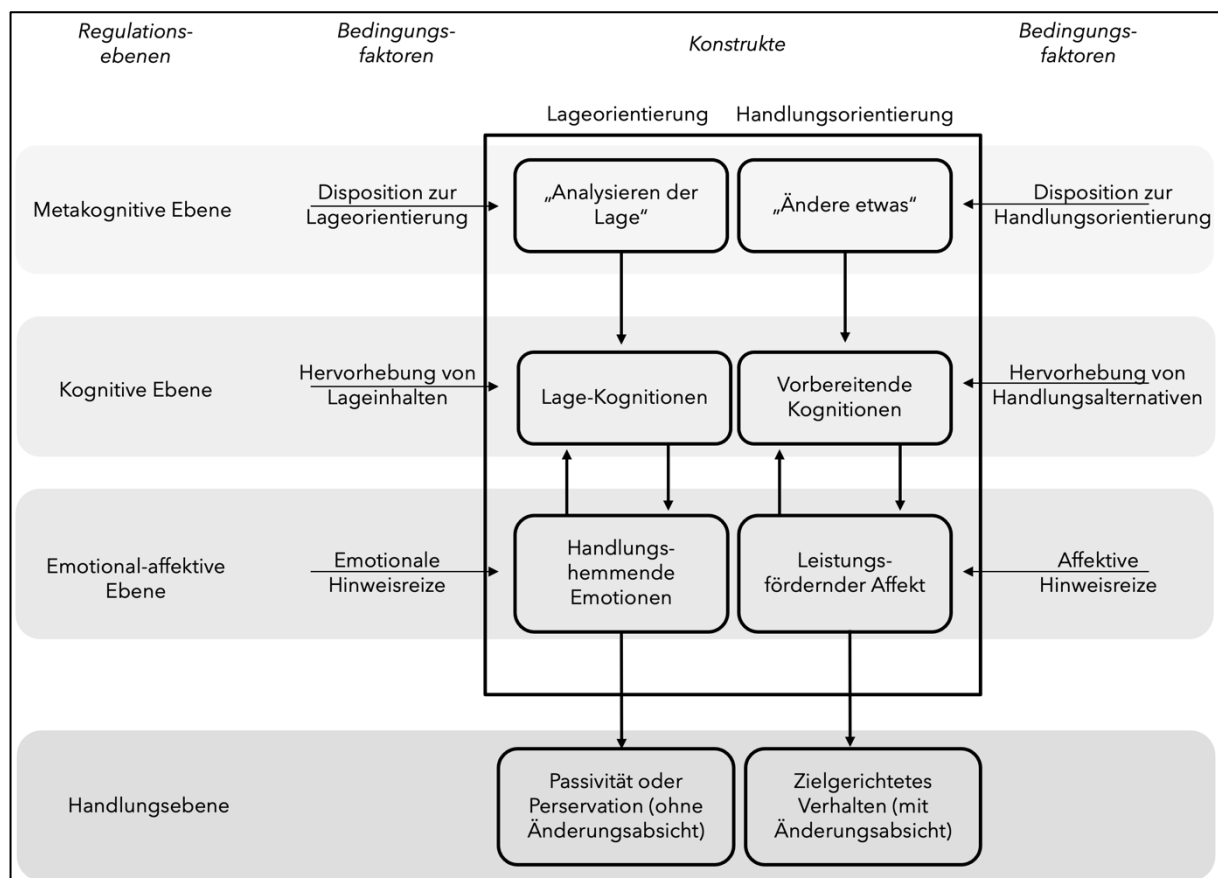 Regulations-
ebenen
Bedingungs-
faktoren
Konstrukte
Bedingungs-
faktoren
Lageorientierung
Handlungsorientierung
Metakognitive Ebene
Disposition zur
Lageorientierung
„Analysieren der
Lage“
„Ändere etwas“
Disposition zur
Handlungsorientierung
Kognitive Ebene
Hervorhebung von
Lageinhalten
Lage-Kognitionen
Vorbereitende
Kognitionen
Hervorhebung von
Handlungsalternativen
Emotional-affektive
Ebene
Emotionale
Hinweisreize
Handlungs-
hemmende
Emotionen
Leistungs-
fördernder Affekt
Affektive
Hinweisreize
Handlungsebene
Passivität oder
Perservation (ohne
Änderungsabsicht)
Zielgerichtetes
Verhalten (mit
Änderungsabsicht)